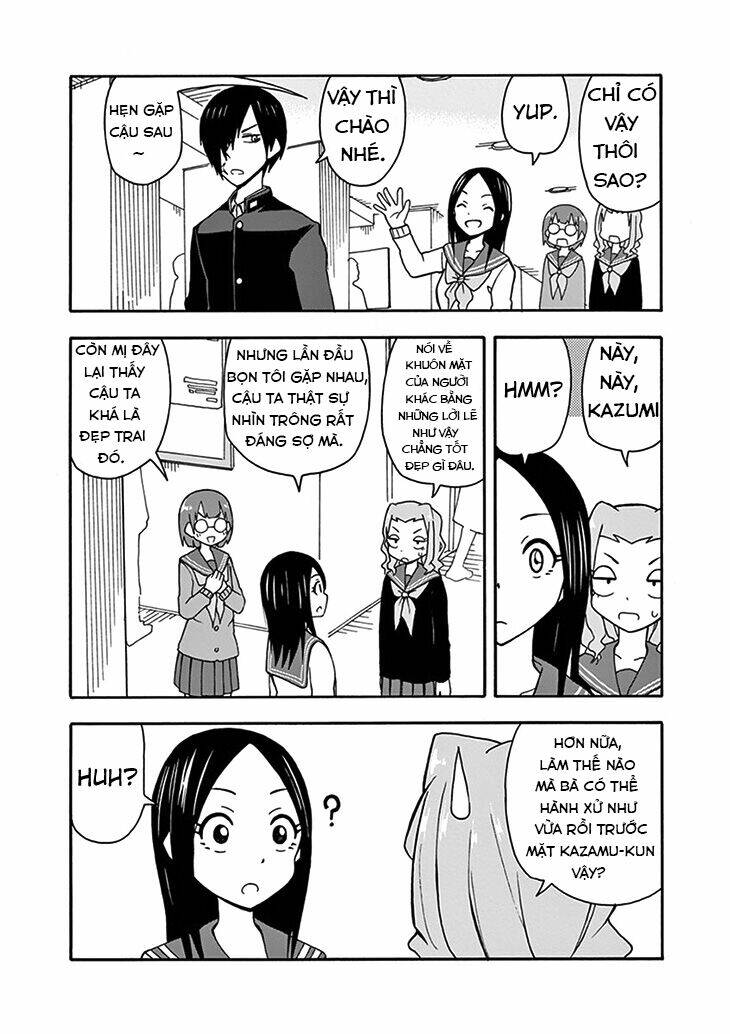 CHỈ CÓ
VẬY
THÔI
SAO?
YUP.
VẬY THÌ
CHÀO
NHÉ.
HẸN GẶP
CẬU SAU
~
NÀY,
NÀY,
KAZUMI
HMM?
NÓI VỀ
KHUÔN MẶT
CỦA NGƯỜI
KHÁC BẰNG
NHỮNG LỜI LẼ
NHƯ VẬY
CHẲNG TỐT
ĐẸP GÌ ĐÂU.
NHƯNG LẦN ĐẦU
BỌN TÔI GẶP NHAU,
CẬU TA THẬT SỰ
NHÌN TRÔNG RẤT
ĐÁNG SỢ MÀ.
CÒN MỊ ĐÂY
LẠI THẤY
CẬU TA
KHÁ LÀ
ĐẸP TRAI
ĐÓ.
HƠN NỮA,
LÀM THẾ NÀO
MÀ BÀ CÓ THỂ
HÀNH XỬ NHƯ
VỪA RỒI TRƯỚC
MẶT KAZAMU-KUN
VẬY?
HUH?
?